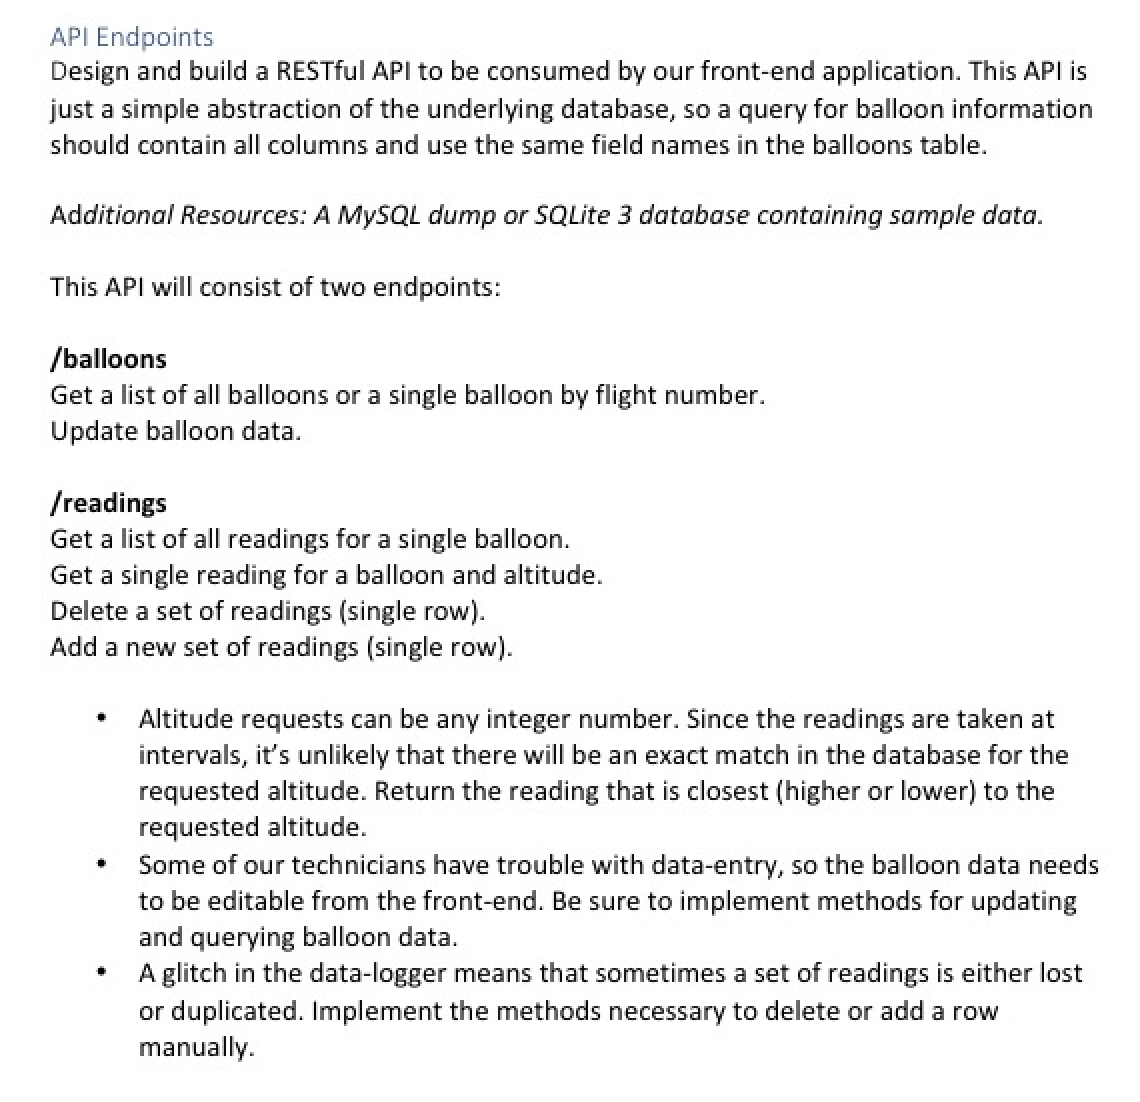 API Endpoints
Design and build a RESTful API to be consumed by our front-end application. This API is
just a simple abstraction of the underlying database, so a query for balloon information
should contain all columns and use the same field names in the balloons table.
Additional Resources: A MySQL dump or SQLite 3 database containing sample data.
This API will consist of two endpoints:
/balloons
Get a list of all balloons or a single balloon by flight number.
Update balloon data.
/readings
Get a list of all readings for a single balloon.
Get a single reading for a balloon and altitude.
Delete a set of readings (single row).
Add a new set of readings (single row).
• Altitude requests can be any integer number. Since the readings are taken at
intervals, it's unlikely that there will be an exact match in the database for the
requested altitude. Return the reading that is closest (higher or lower) to the
requested altitude.
• Some of our technicians have trouble with data-entry, so the balloon data needs
to be editable from the front-end. Be sure to implement methods for updating
and querying balloon data.
• A glitch in the data-logger means that sometimes a set of readings is either lost
or duplicated. Implement the methods necessary to delete or add a row
manually.